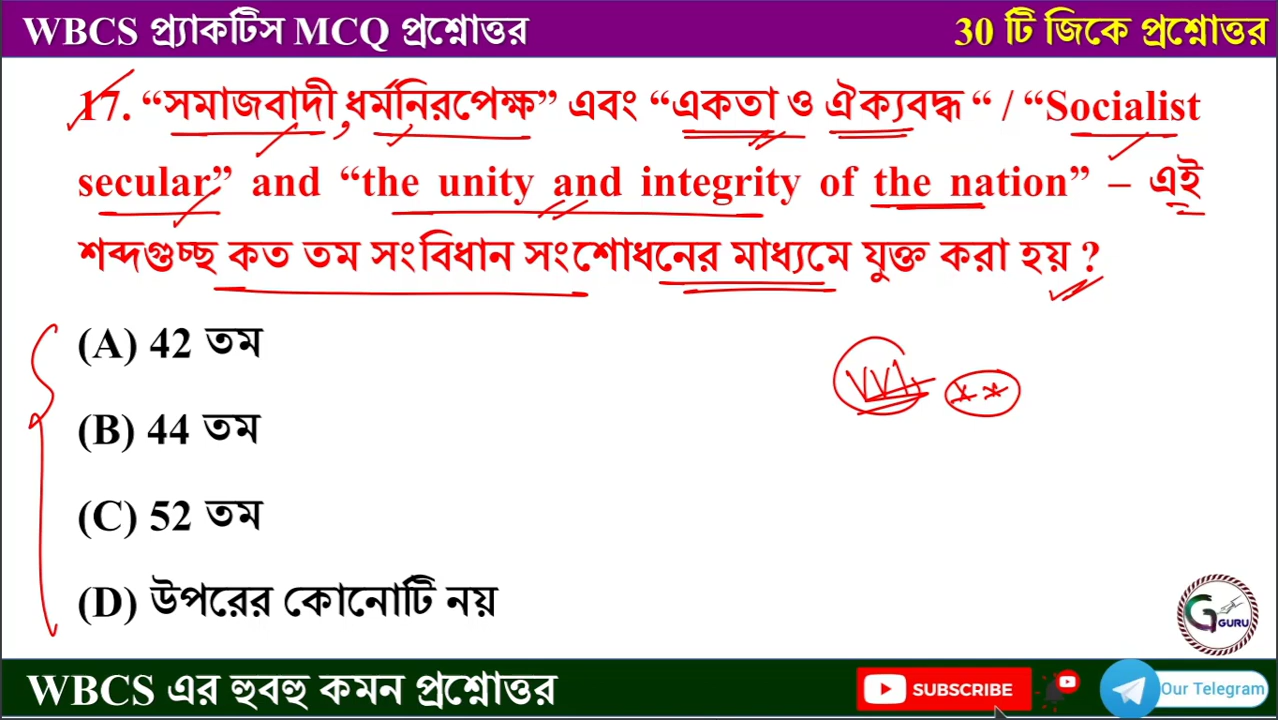 WBCS প্র্যাকটিস MCQ প্রশ্নোত্তর
30 টি জিকে প্রশ্নোত্তর
17. “সমাজবাদী,ধর্মনিরপেক্ষ” এবং “একতা ও ঐক্যবদ্ধ “ / “Socialist
secular” and “the unity and integrity of the nation” – এই
শব্দগুচ্ছ কত তম সংবিধান সংশোধনের মাধ্যমে যুক্ত করা হয় ?
(A) 42 তম
VVI
**
(B) 44 তম
(C) 52 তম
(D) উপরের কোনোটি নয়
G GURU
WBCS এর হুবহু কমন প্রশ্নোত্তর
SUBSCRIBE
Our Telegram